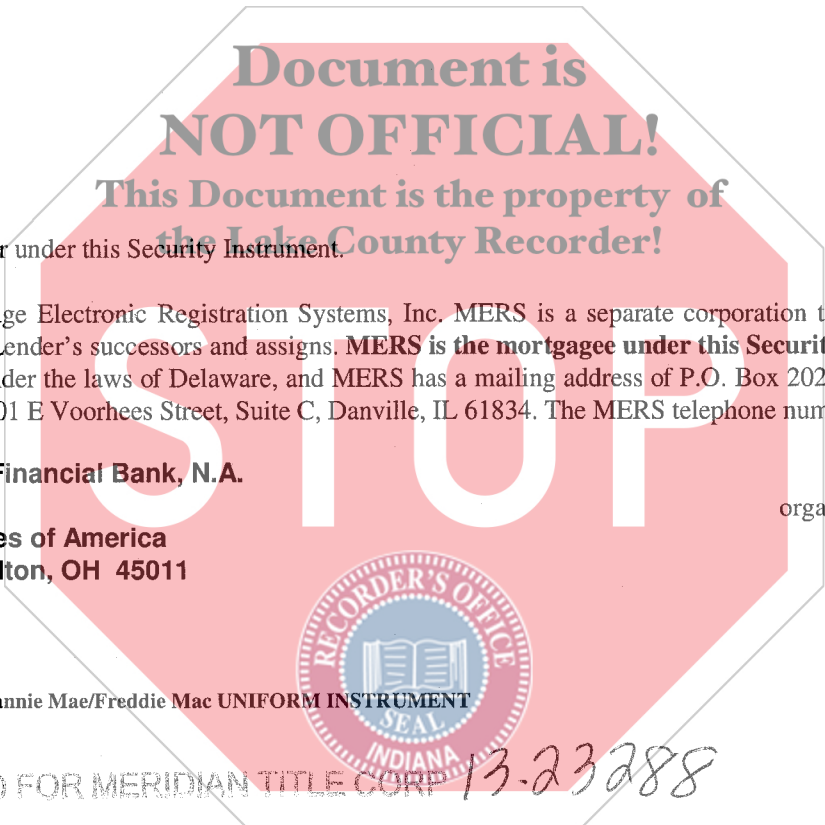 Document is
NOT OFFICIAL!
This Document is the property of
the Lake County Recorder!
r under this Security Instrument.
ge Electronic Registration Systems, Inc. MERS is a separate corporation t
Lender's successors and assigns. MERS is the mortgagee under this Securit
der the laws of Delaware, and MERS has a mailing address of P.O. Box 202
01 E Voorhees Street, Suite C, Danville, IL 61834. The MERS telephone num
STOP
Financial Bank, N.A.
orga
es of America
lton, OH 45011
RECORDER'S OFFICE
annie Mae/Freddie Mac UNIFORM INSTRUMENT
SEAL
INDIANA
) FOR MERIDIAN TITLE CORP 13-23288